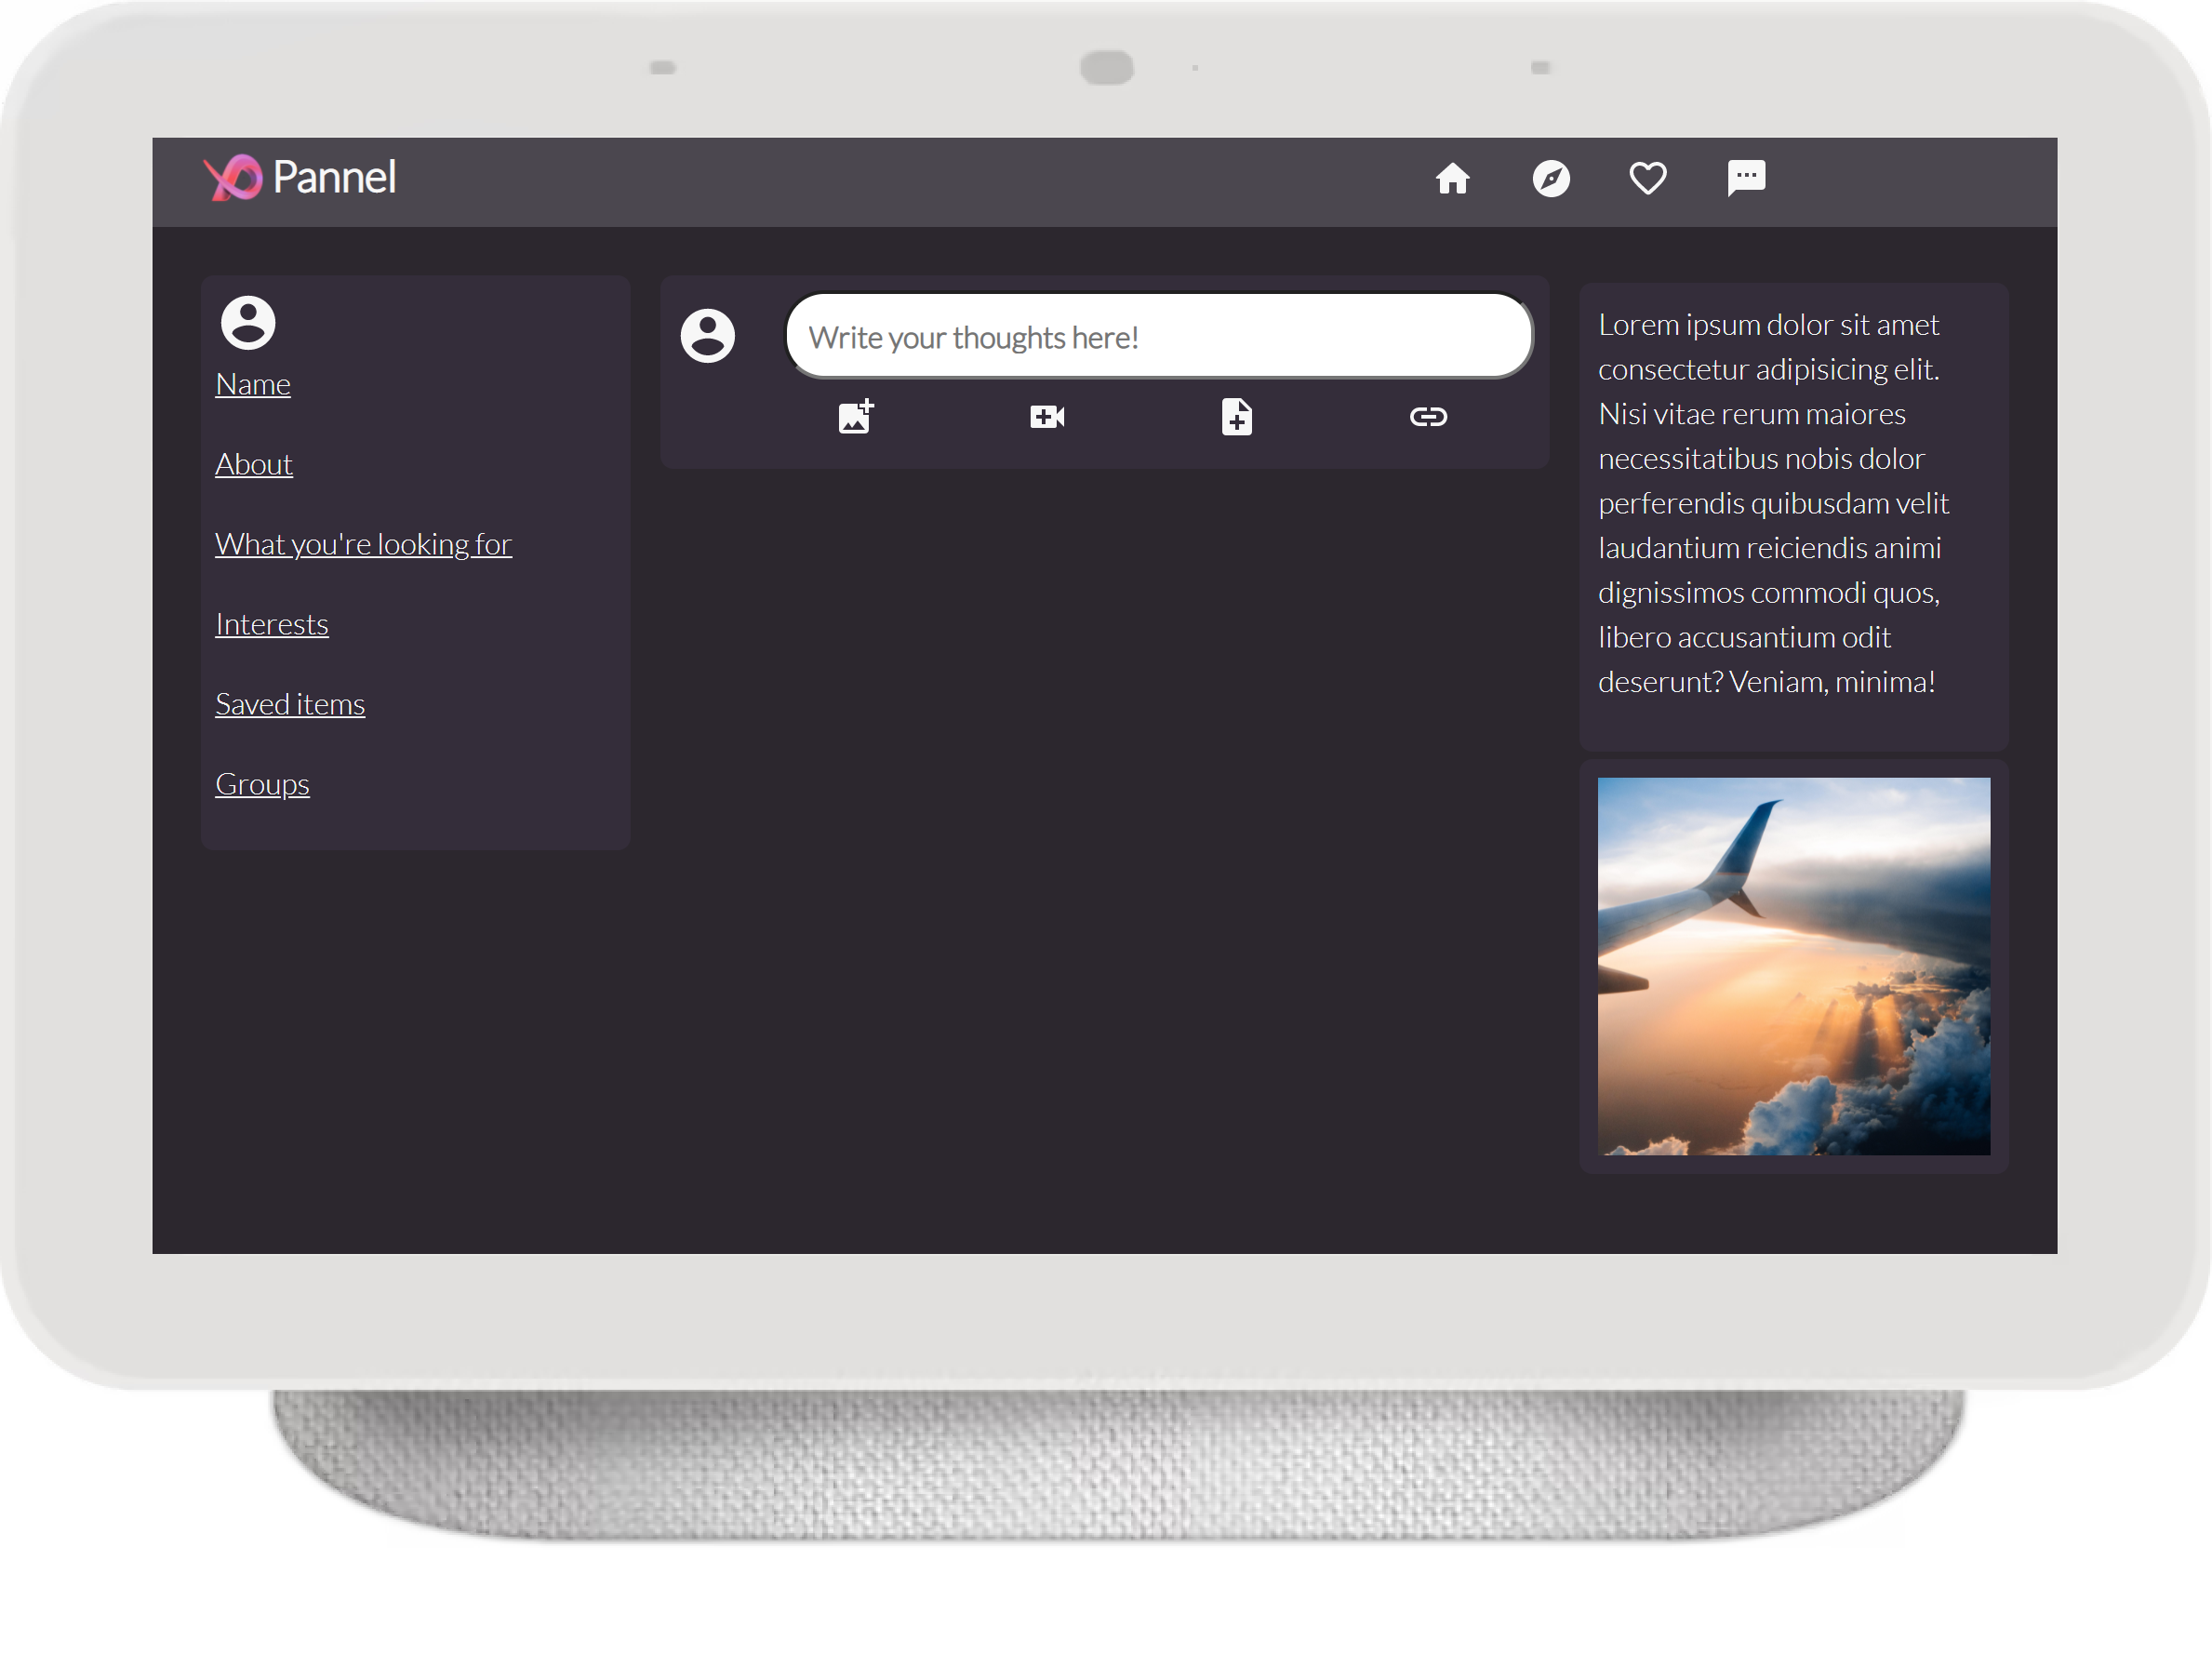 Pannel
Name
About
What you're looking for
Interests
Saved items
Groups
Write your thoughts here!
Lorem ipsum dolor sit amet
consectetur adipisicing elit.
Nisi vitae rerum maiores
necessitatibus nobis dolor
perferendis quibusdam velit
laudantium reiciendis animi
dignissimos commodi quos,
libero accusantium odit
deserunt? Veniam, minima!